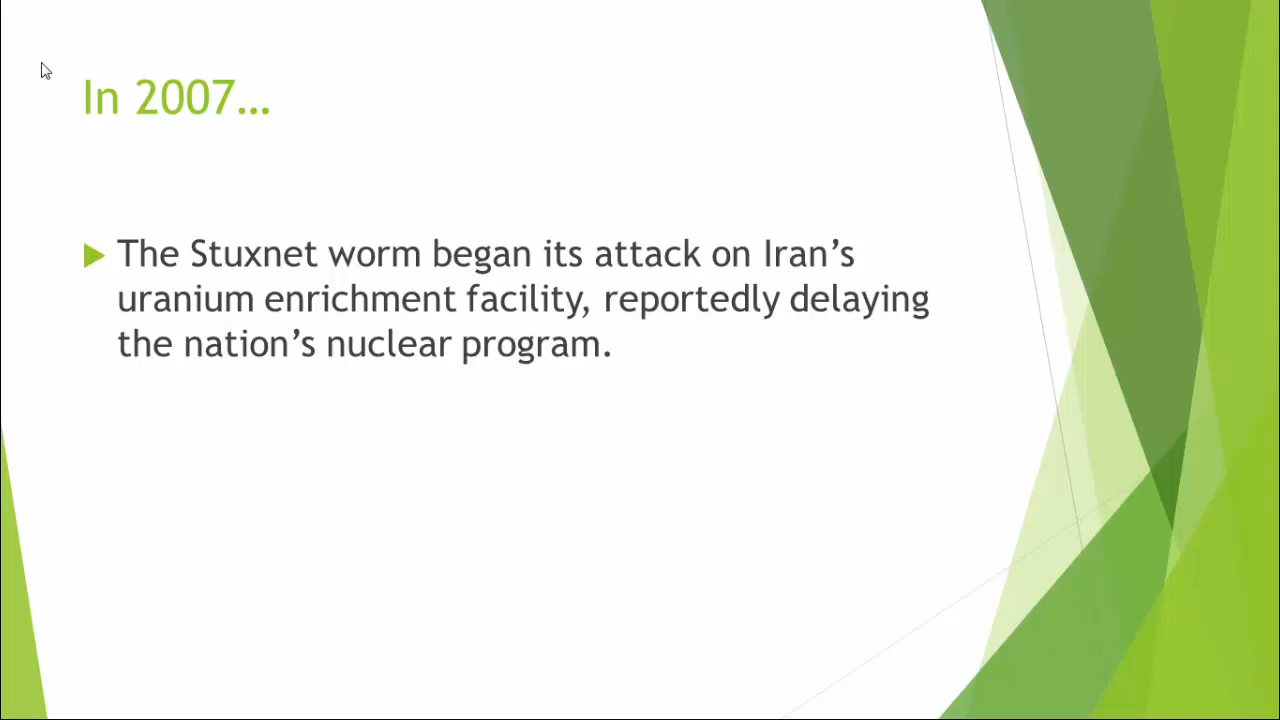 In 2007…
The Stuxnet worm began its attack on Iran’s
uranium enrichment facility, reportedly delaying
the nation’s nuclear program.